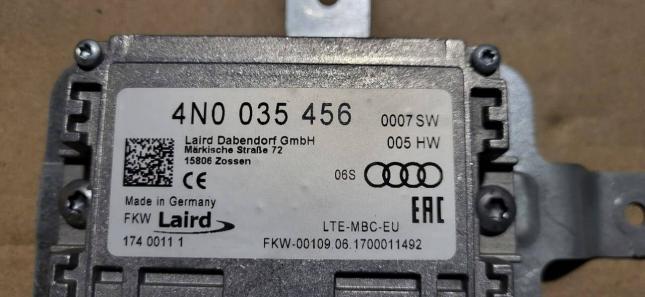 4N0 035 456 0007 SW
Laird Dabendorf GmbH 005 HW
Märkische Straße 72
15806 Zossen
06S
CE
Made in Germany
FKW Laird EAC
LTE-MBC-EU
174 0011 1 FKW-00109.06.1700011492